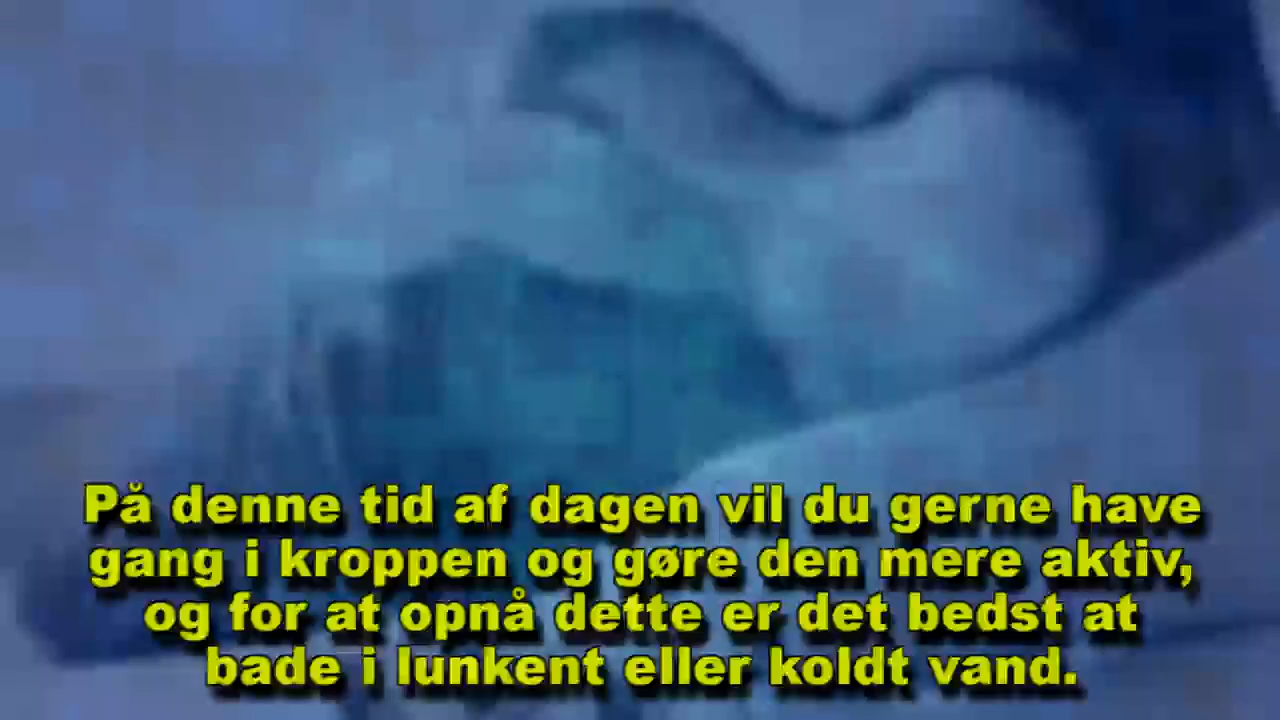 På denne tid af dagen vil du gerne have
gang i kroppen og gøre den mere aktiv,
og for at opnå dette er det bedst at
bade i lunkent eller koldt vand.